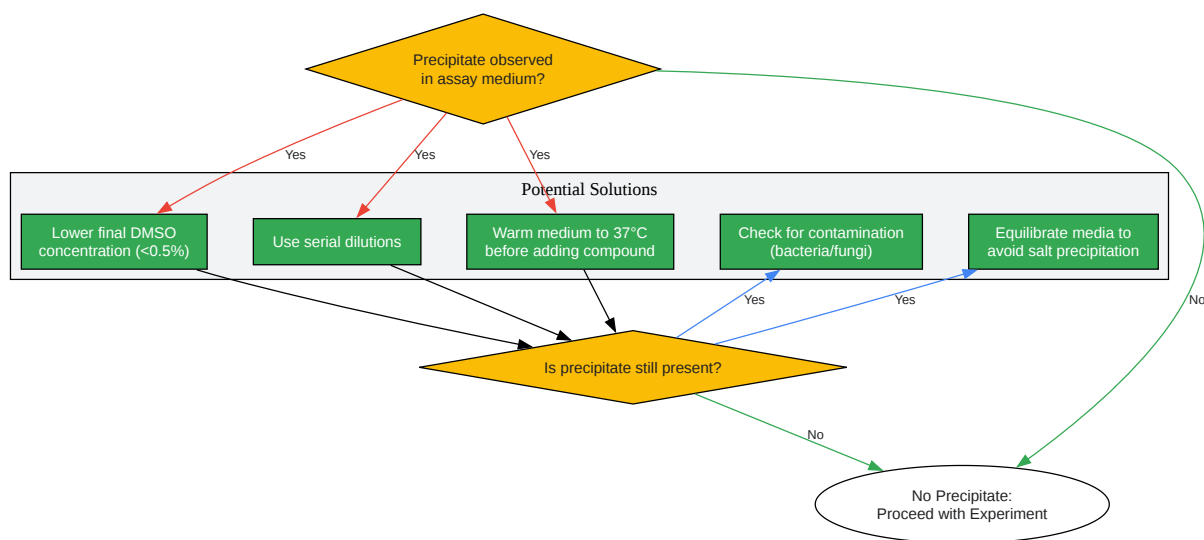 Precipitate observed
in assay medium?
Yes
Yes
Yes
Potential Solutions
Lower final DMSO
concentration (<0.5%)
Use serial dilutions
Warm medium to 37°C
before adding compound
Check for contamination
(bacteria/fungi)
Equilibrate media to
avoid salt precipitation
Yes
Yes
No
Is precipitate still present?
No
No Precipitate:
Proceed with Experiment